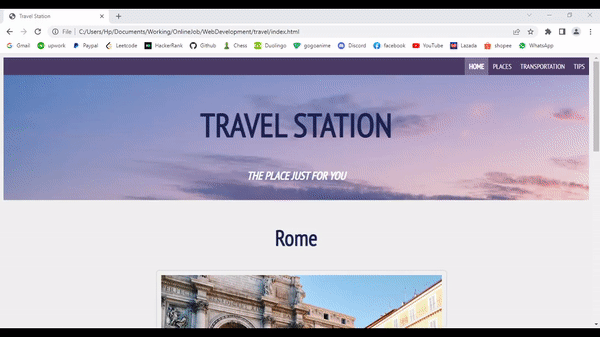 Travel Station
File C:/Users/Hp/Documents/Working/OnlineJob/WebDevelopment/travel/index.html
Gmail upwork Paypal Leetcode HackerRank Github Chess Duolingo gogoanime Discord facebook YouTube Lazada shopee WhatsApp
HOME PLACES TRANSPORTATION TIPS
TRAVEL STATION
THE PLACE JUST FOR YOU
Rome